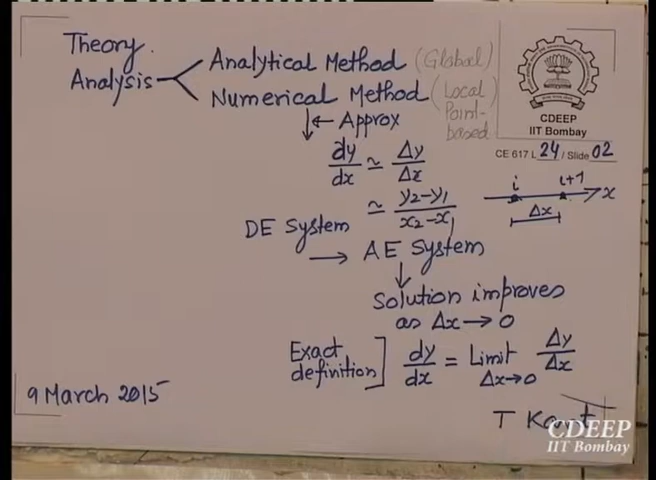 Theory.
Analysis
Analytical Method (Global)
Numerical Method (Local
Point-
based)
← Approx
dy/dx ≃ Δy/Δx
≃ y2-y1/x2-x1
CDEEP
IIT Bombay
CE 617 L 24 / Slide 02
i i+1
x
Δx
DE System
→ AE System
Solution improves
as Δx → 0
Exact
definition]
dy/dx = Limit Δy/Δx
Δx→0
9 March 2015
T Kant
CDEEP
IIT Bombay